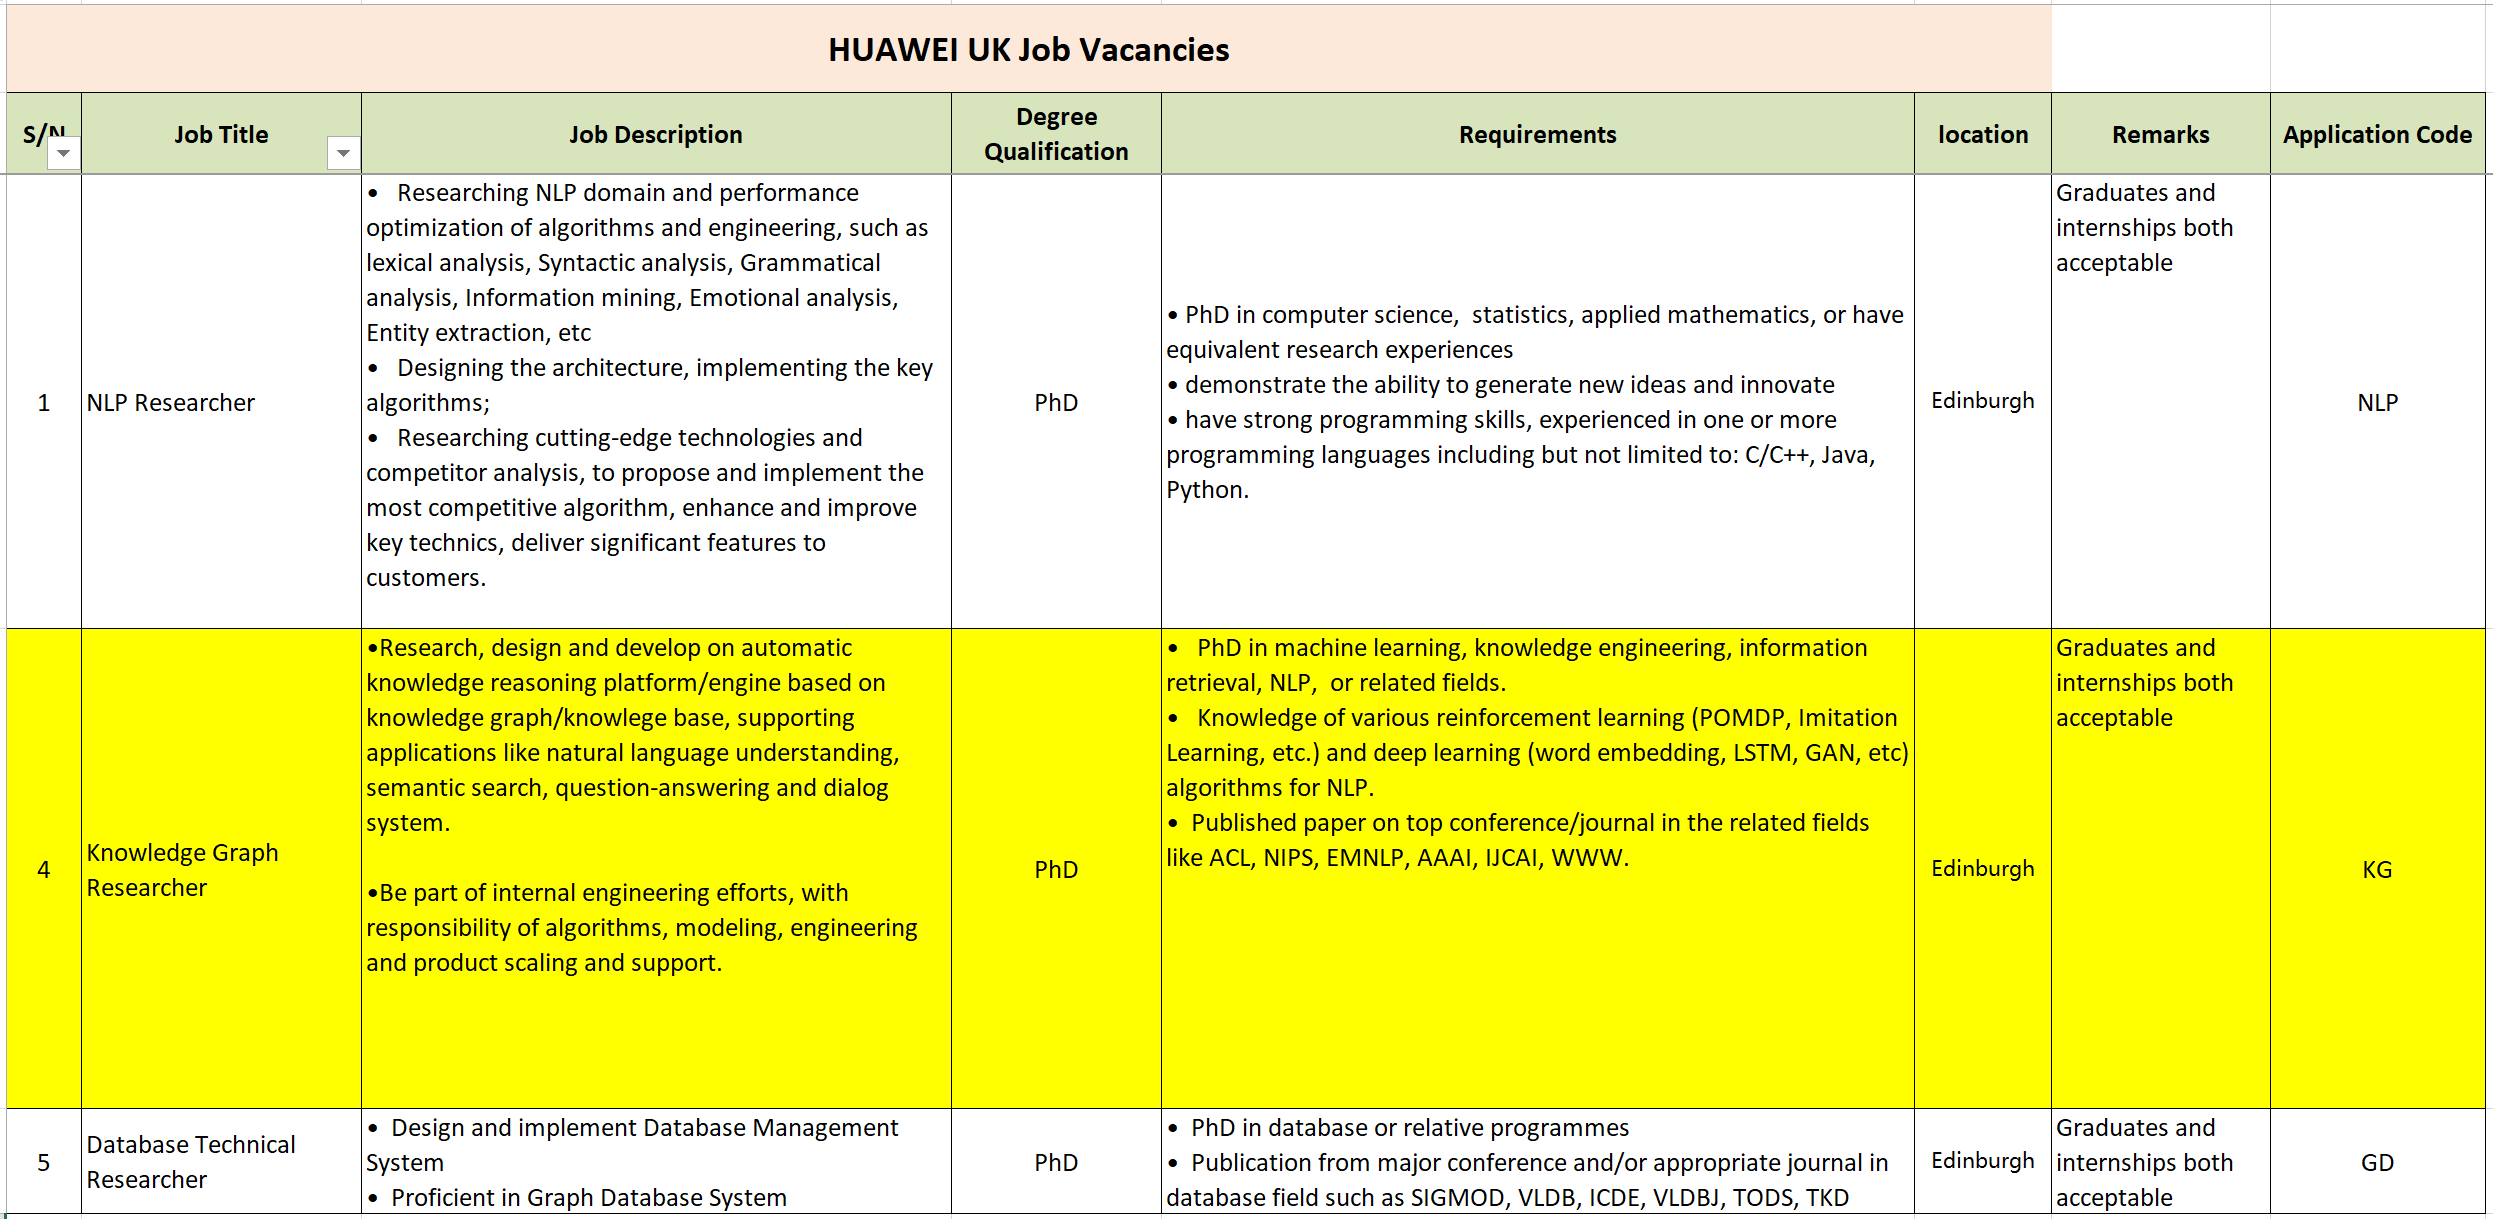 HUAWEI UK Job Vacancies
S/N
Job Title
Job Description
Degree
Qualification
Requirements
location
Remarks
Application Code
1
NLP Researcher
• Researching NLP domain and performance
optimization of algorithms and engineering, such as
lexical analysis, Syntactic analysis, Grammatical
analysis, Information mining, Emotional analysis,
Entity extraction, etc
• Designing the architecture, implementing the key
algorithms;
• Researching cutting-edge technologies and
competitor analysis, to propose and implement the
most competitive algorithm, enhance and improve
key technics, deliver significant features to
customers.
PhD
• PhD in computer science, statistics, applied mathematics, or have
equivalent research experiences
• demonstrate the ability to generate new ideas and innovate
• have strong programming skills, experienced in one or more
programming languages including but not limited to: C/C++, Java,
Python.
Edinburgh
Graduates and
internships both
acceptable
NLP
4
Knowledge Graph
Researcher
•Research, design and develop on automatic
knowledge reasoning platform/engine based on
knowledge graph/knowlege base, supporting
applications like natural language understanding,
semantic search, question-answering and dialog
system.
•Be part of internal engineering efforts, with
responsibility of algorithms, modeling, engineering
and product scaling and support.
PhD
• PhD in machine learning, knowledge engineering, information
retrieval, NLP, or related fields.
• Knowledge of various reinforcement learning (POMDP, Imitation
Learning, etc.) and deep learning (word embedding, LSTM, GAN, etc)
algorithms for NLP.
• Published paper on top conference/journal in the related fields
like ACL, NIPS, EMNLP, AAAI, IJCAI, WWW.
Edinburgh
Graduates and
internships both
acceptable
KG
5
Database Technical
Researcher
• Design and implement Database Management
System
• Proficient in Graph Database System
PhD
• PhD in database or relative programmes
• Publication from major conference and/or appropriate journal in
database field such as SIGMOD, VLDB, ICDE, VLDBJ, TODS, TKD
Edinburgh
Graduates and
internships both
acceptable
GD